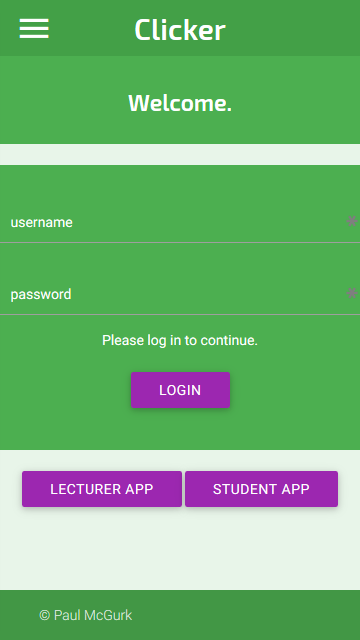 Clicker
Welcome.
username *
password *
Please log in to continue.
LOGIN
LECTURER APP STUDENT APP
© Paul McGurk